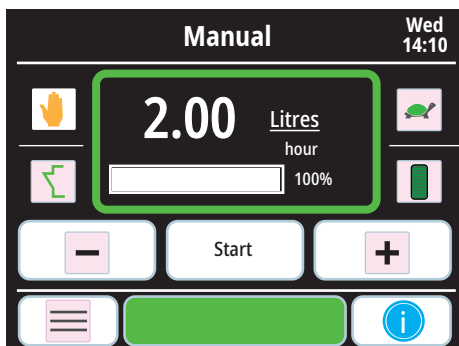 Manual
Wed
14:10
2.00 Litres
hour
100%
− Start +
i